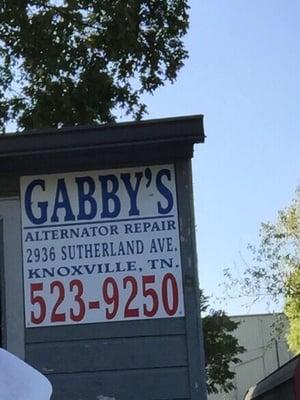 GABBY'S
ALTERNATOR REPAIR
2936 SUTHERLAND AVE.
KNOXVILLE, TN.
523-9250